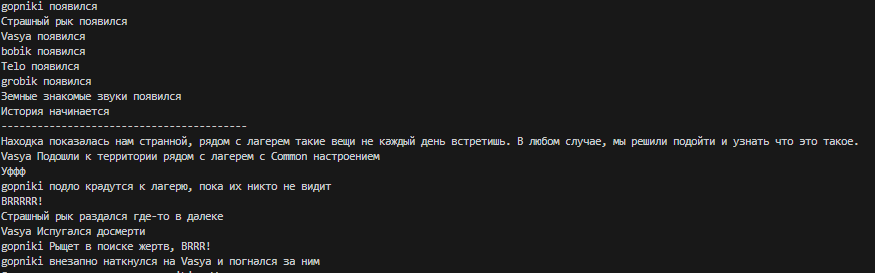 gopniki появился
Страшный рык появился
Vasya появился
bobik появился
Telo появился
grobik появился
Земные знакомые звуки появился
История начинается
-----------------------------------------
Находка показалась нам странной, рядом с лагерем такие вещи не каждый день встретишь. В любом случае, мы решили подойти и узнать что это такое.
Vasya Подошли к территории рядом с лагерем с Common настроением
Уффф
gopniki подло крадутся к лагерю, пока их никто не видит
BRRRRR!
Страшный рык раздался где-то в далеке
Vasya Испугался досмерти
gopniki Рыщет в поиске жертв, BRRR!
gopniki внезапно наткнулся на Vasya и погнался за ним